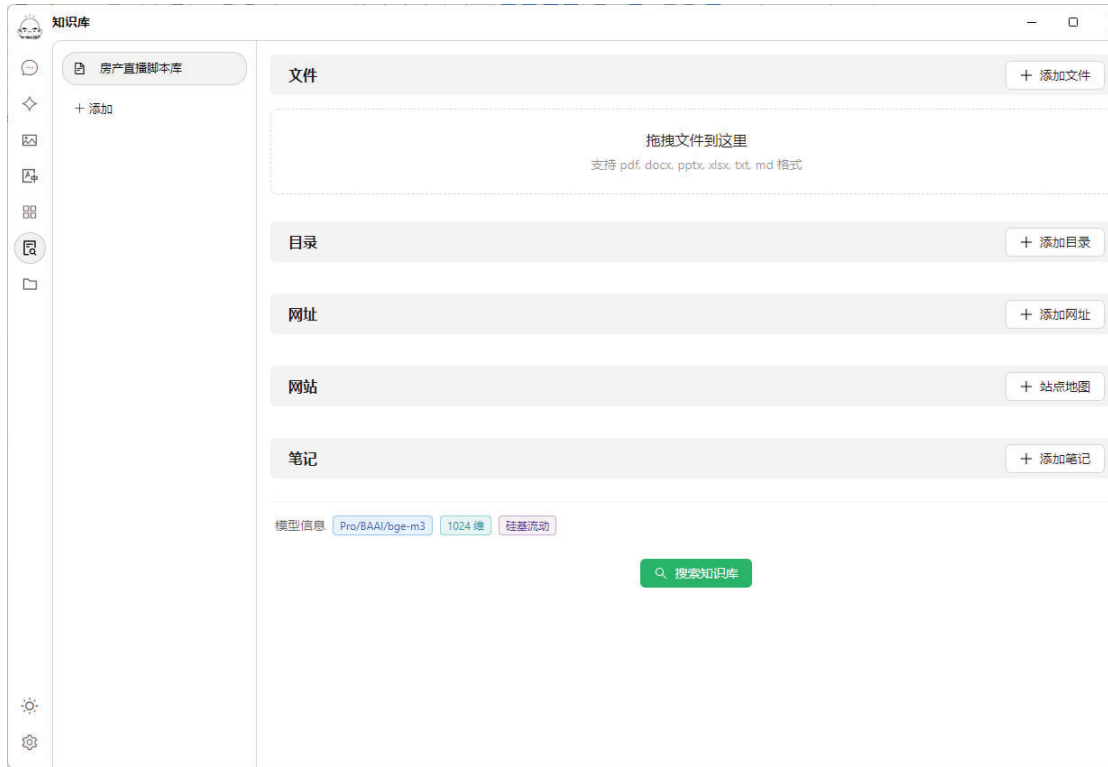 知识库
房产直播脚本库
添加
文件
添加文件
拖拽文件到这里
支持 pdf, docx, pptx, xlsx, txt, md 格式
目录
添加目录
网址
添加网址
网站
站点地图
笔记
添加笔记
模型信息 Pro/BAAI/bge-m3 1024 维 硅基流动
搜索知识库